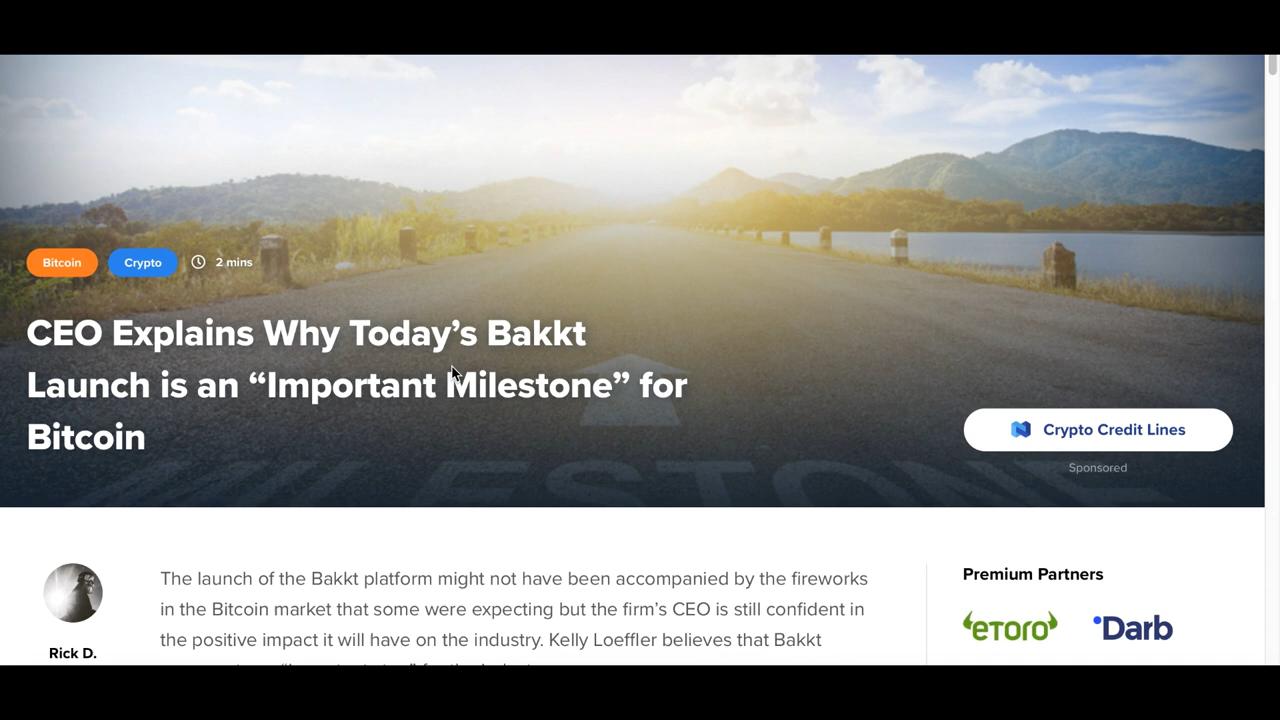 Bitcoin
Crypto
2 mins
CEO Explains Why Today’s Bakkt
Launch is an “Important Milestone” for
Bitcoin
MILESTONE
Crypto Credit Lines
Sponsored
The launch of the Bakkt platform might not have been accompanied by the fireworks
in the Bitcoin market that some were expecting but the firm’s CEO is still confident in
the positive impact it will have on the industry. Kelly Loeffler believes that Bakkt
Rick D.
Premium Partners
eToro
Darb